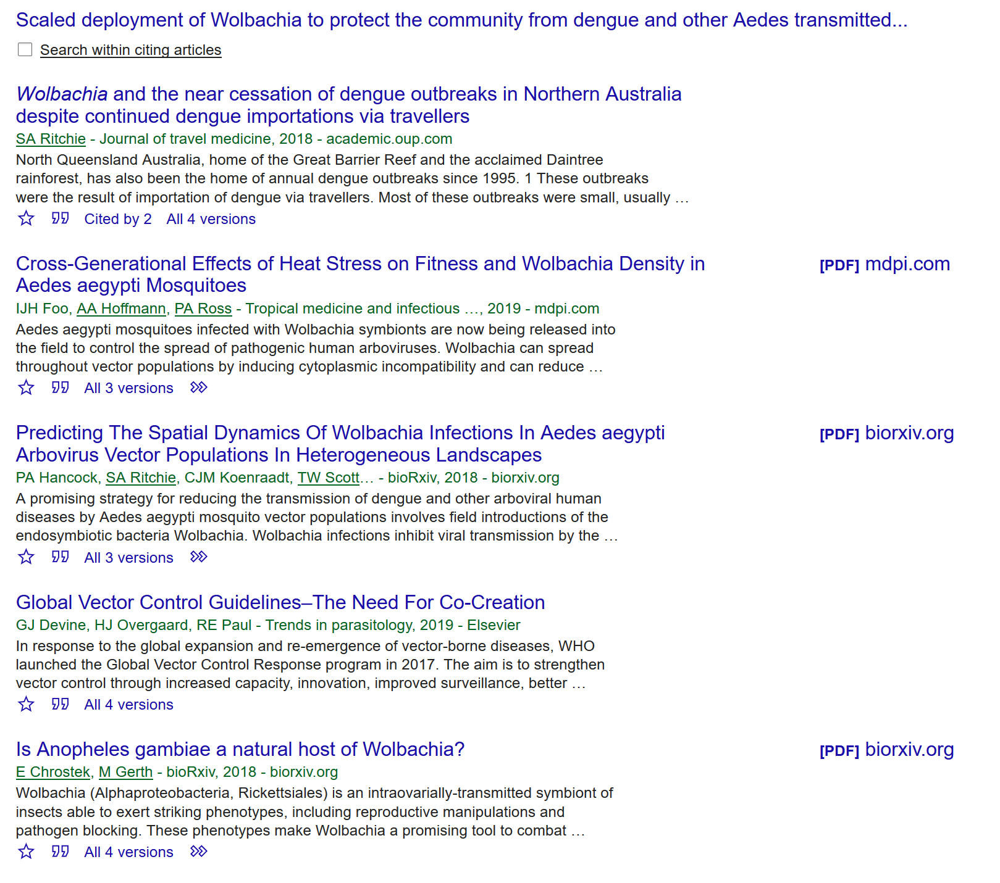 Scaled deployment of Wolbachia to protect the community from dengue and other Aedes transmitted...
Search within citing articles
Wolbachia and the near cessation of dengue outbreaks in Northern Australia
despite continued dengue importations via travellers
SA Ritchie - Journal of travel medicine, 2018 - academic.oup.com
North Queensland Australia, home of the Great Barrier Reef and the acclaimed Daintree
rainforest, has also been the home of annual dengue outbreaks since 1995. 1 These outbreaks
were the result of importation of dengue via travellers. Most of these outbreaks were small, usually …
Cited by 2 All 4 versions
Cross-Generational Effects of Heat Stress on Fitness and Wolbachia Density in
Aedes aegypti Mosquitoes
[PDF] mdpi.com
IJH Foo, AA Hoffmann, PA Ross - Tropical medicine and infectious …, 2019 - mdpi.com
Aedes aegypti mosquitoes infected with Wolbachia symbionts are now being released into
the field to control the spread of pathogenic human arboviruses. Wolbachia can spread
throughout vector populations by inducing cytoplasmic incompatibility and can reduce …
All 3 versions
Predicting The Spatial Dynamics Of Wolbachia Infections In Aedes aegypti
Arbovirus Vector Populations In Heterogeneous Landscapes
[PDF] biorxiv.org
PA Hancock, SA Ritchie, CJM Koenraadt, TW Scott… - bioRxiv, 2018 - biorxiv.org
A promising strategy for reducing the transmission of dengue and other arboviral human
diseases by Aedes aegypti mosquito vector populations involves field introductions of the
endosymbiotic bacteria Wolbachia. Wolbachia infections inhibit viral transmission by the …
All 3 versions
Global Vector Control Guidelines–The Need For Co-Creation
GJ Devine, HJ Overgaard, RE Paul - Trends in parasitology, 2019 - Elsevier
In response to the global expansion and re-emergence of vector-borne diseases, WHO
launched the Global Vector Control Response program in 2017. The aim is to strengthen
vector control through increased capacity, innovation, improved surveillance, better …
All 4 versions
Is Anopheles gambiae a natural host of Wolbachia?
[PDF] biorxiv.org
E Chrostek, M Gerth - bioRxiv, 2018 - biorxiv.org
Wolbachia (Alphaproteobacteria, Rickettsiales) is an intraovarially-transmitted symbiont of
insects able to exert striking phenotypes, including reproductive manipulations and
pathogen blocking. These phenotypes make Wolbachia a promising tool to combat …
All 4 versions